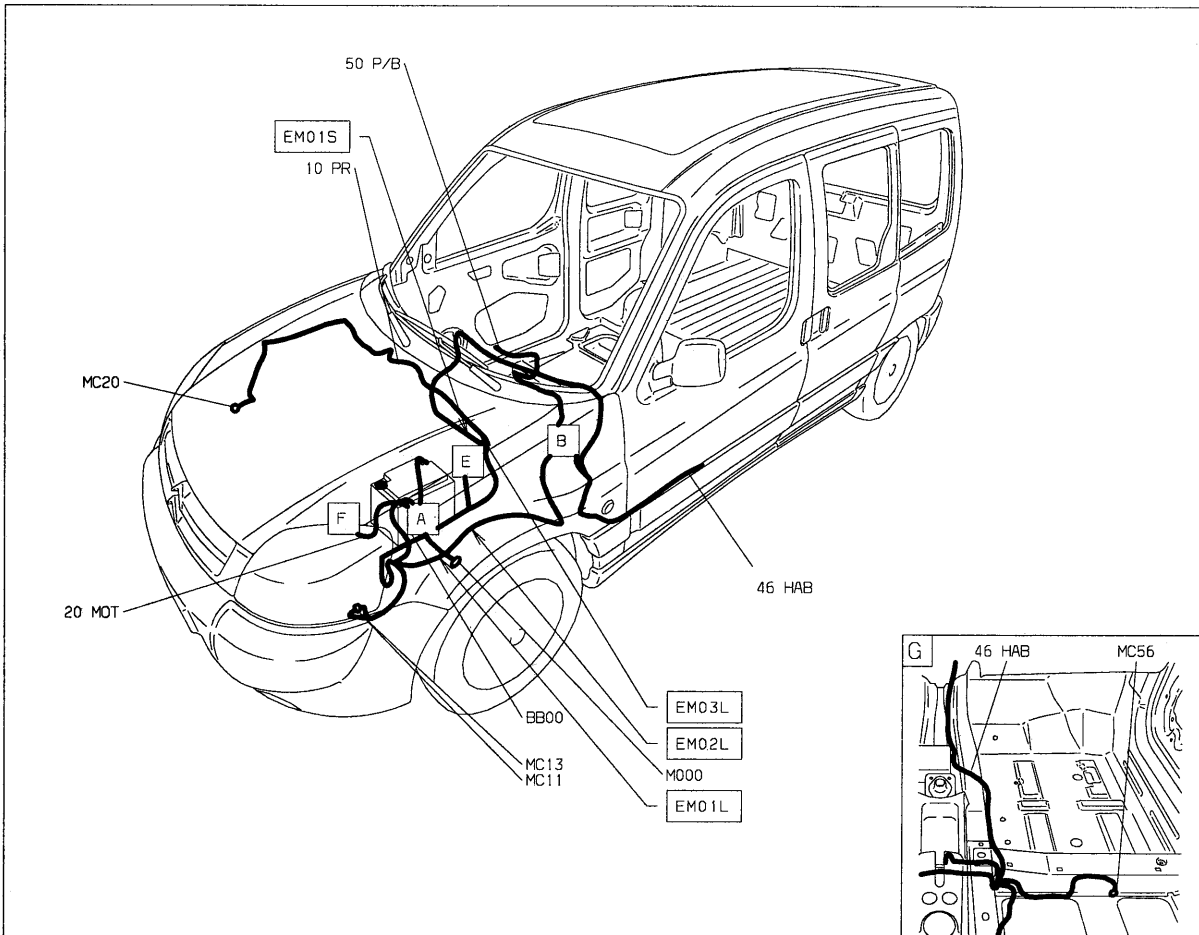 50 P/B
EM01S
10 PR
MC20
B
E
F
A
46 HAB
20 MOT
G
46 HAB
MC56
EM03L
BB00
EM02L
MC13
M000
MC11
EM01L